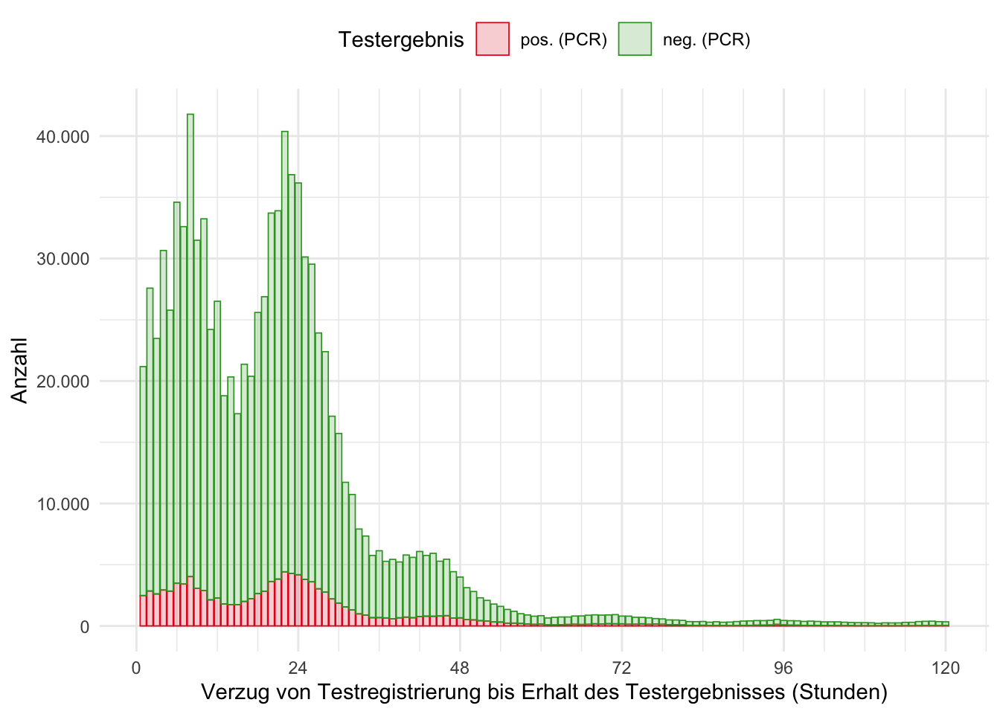 Testergebnis pos. (PCR) neg. (PCR)
40.000
30.000
20.000
10.000
0
Anzahl
0 24 48 72 96 120
Verzug von Testregistrierung bis Erhalt des Testergebnisses (Stunden)